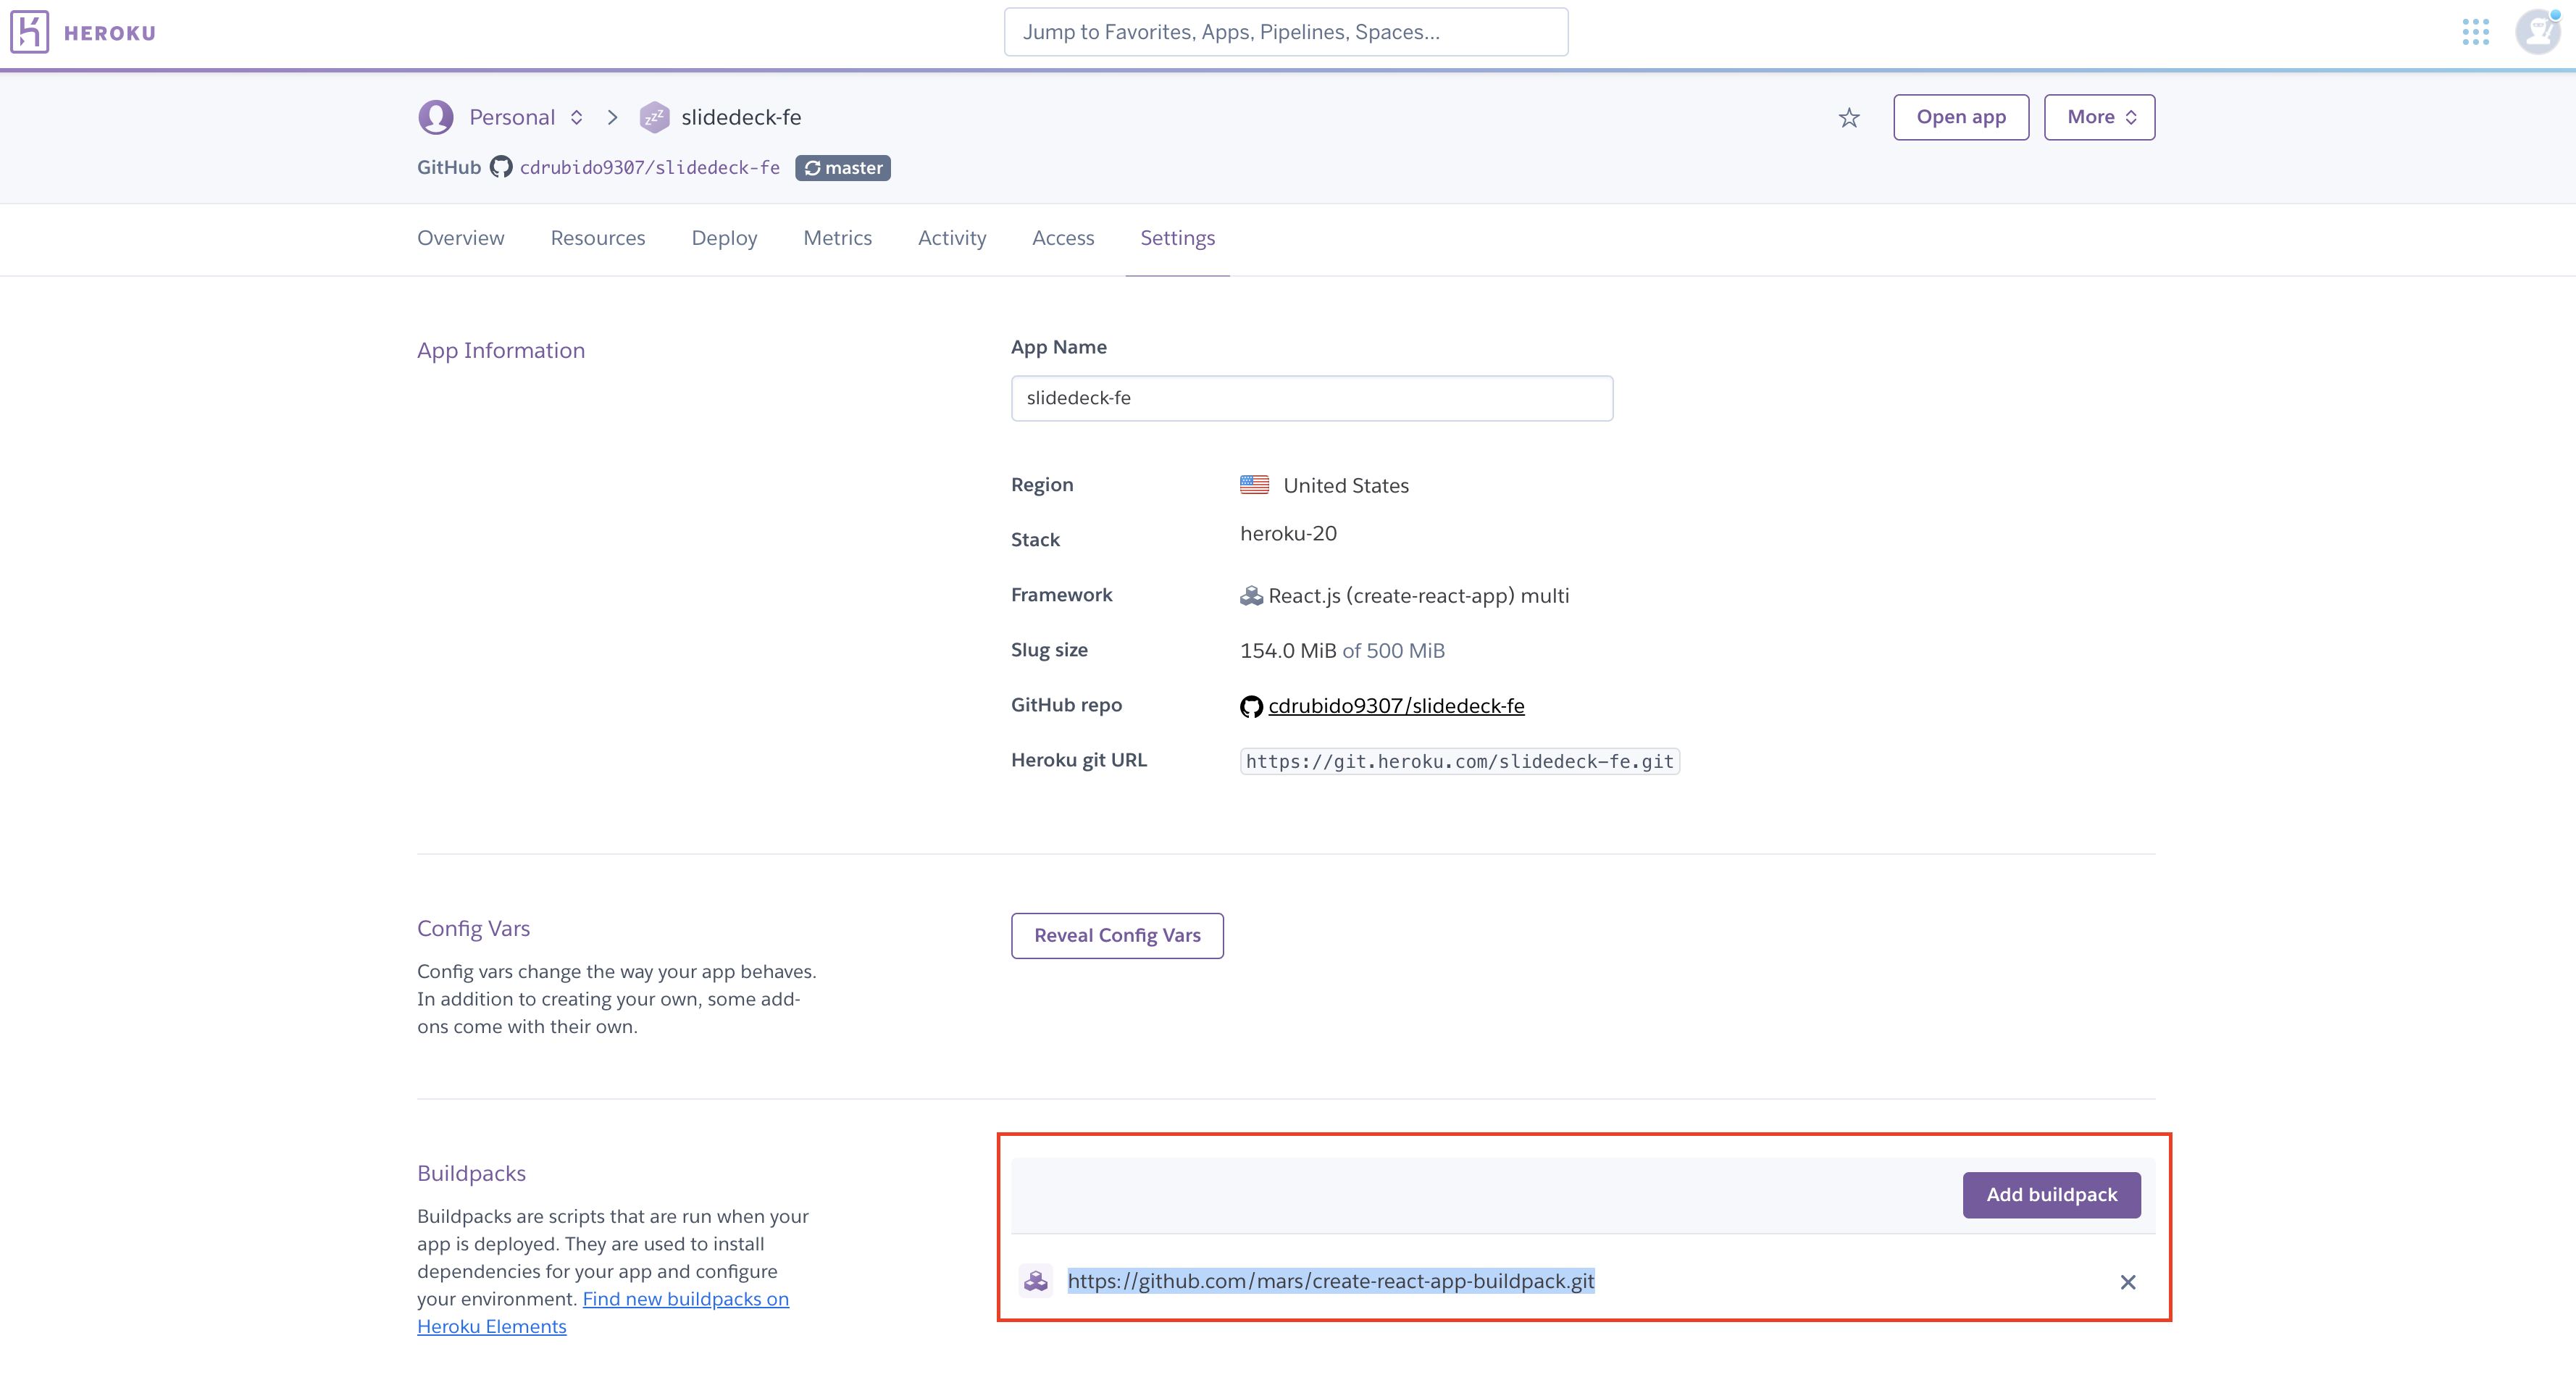 HEROKU
Jump to Favorites, Apps, Pipelines, Spaces...
Personal
slidedeck-fe
Open app
More
GitHub cdrubido9307/slidedeck-fe master
Overview Resources Deploy Metrics Activity Access Settings
App Information
App Name
slidedeck-fe
Region United States
Stack heroku-20
Framework React.js (create-react-app) multi
Slug size 154.0 MiB of 500 MiB
GitHub repo cdrubido9307/slidedeck-fe
Heroku git URL https://git.heroku.com/slidedeck-fe.git
Config Vars
Config vars change the way your app behaves.
In addition to creating your own, some add-
ons come with their own.
Reveal Config Vars
Buildpacks
Buildpacks are scripts that are run when your
app is deployed. They are used to install
dependencies for your app and configure
your environment. Find new buildpacks on
Heroku Elements
Add buildpack
https://github.com/mars/create-react-app-buildpack.git